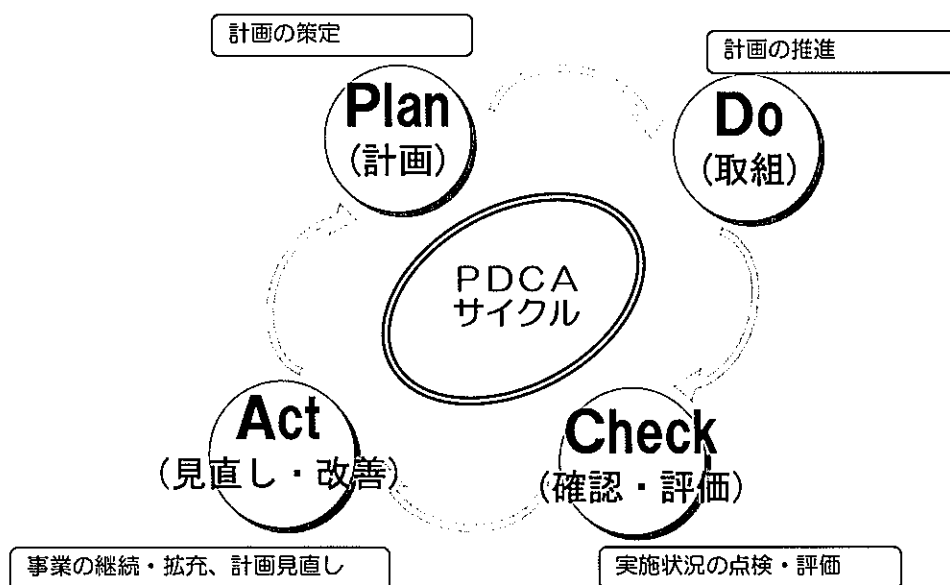 計画の策定
計画の推進
Plan
(計画)
Do
(取組)
PDCA
サイクル
Act
(見直し・改善)
Check
(確認・評価)
事業の継続・拡充、計画見直し
実施状況の点検・評価